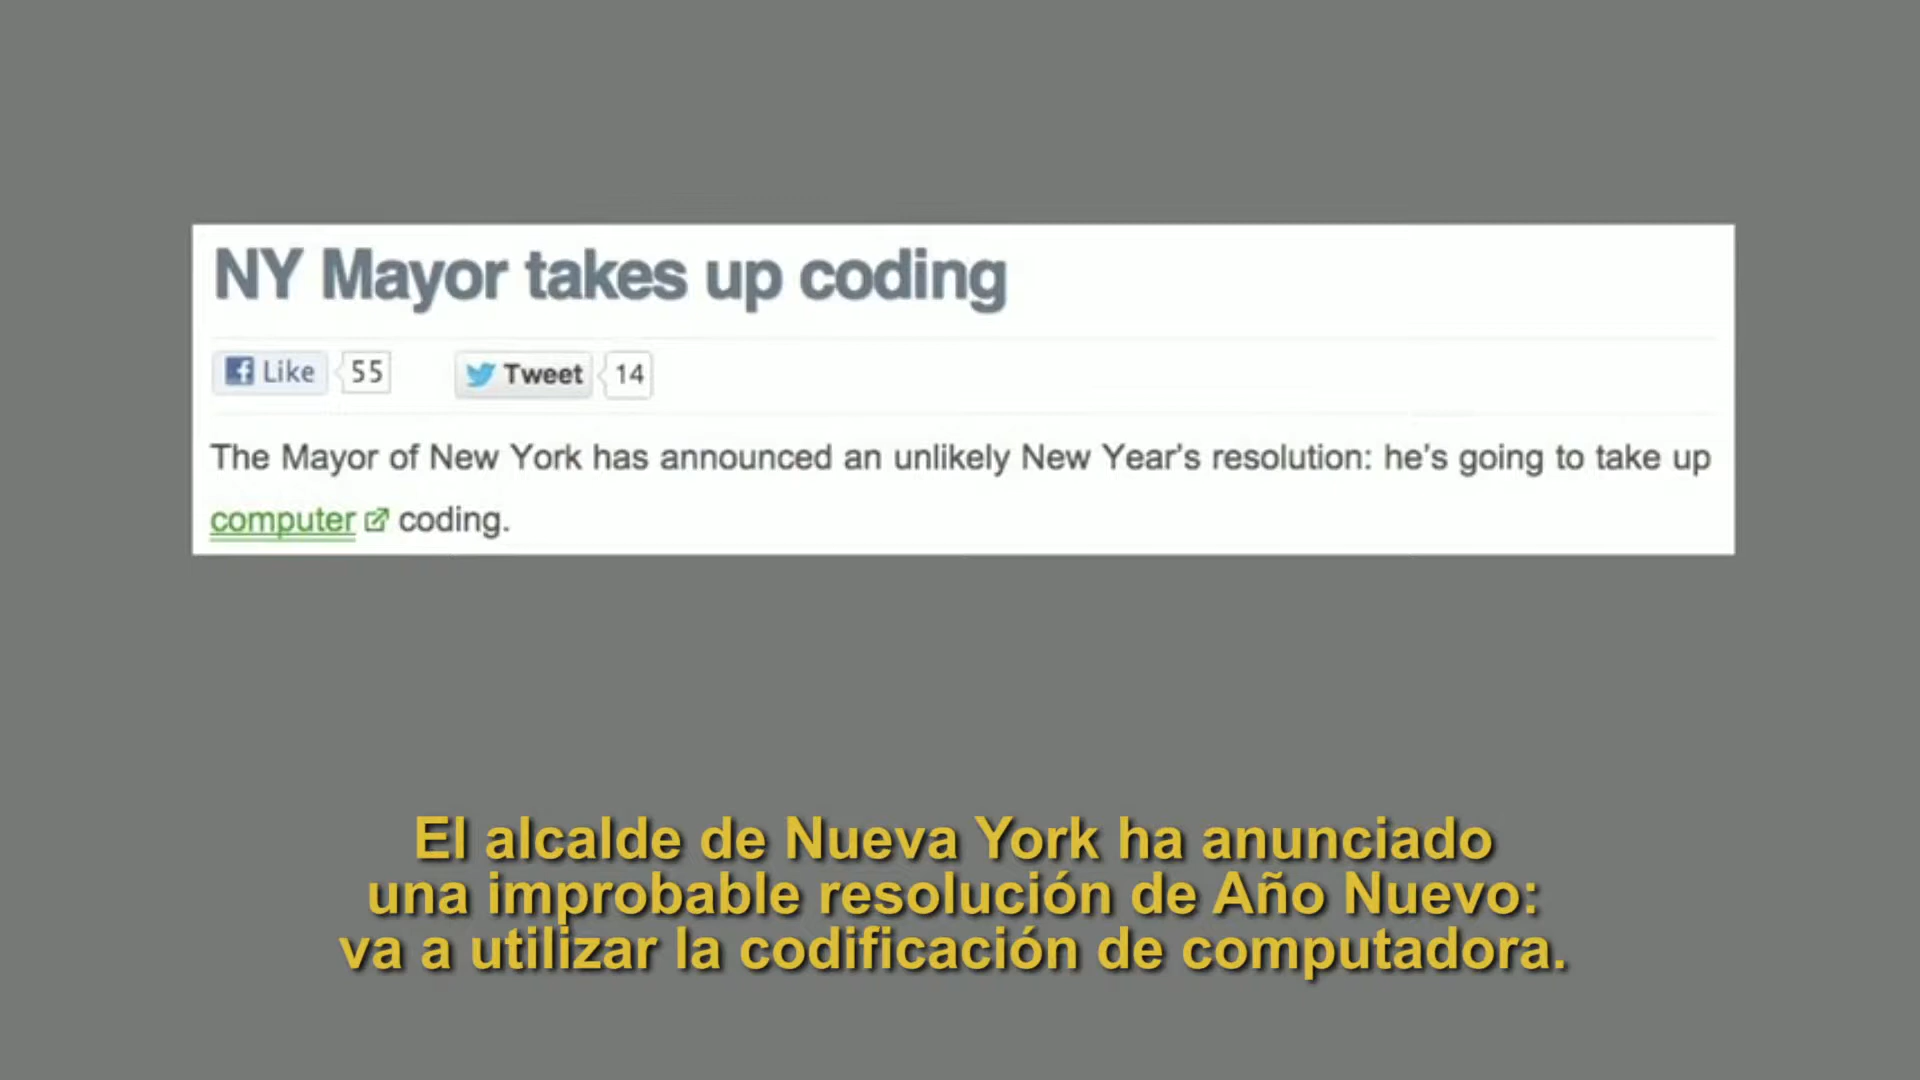 NY Mayor takes up coding
Like 55 Tweet 14
The Mayor of New York has announced an unlikely New Year's resolution: he's going to take up
computer coding.
El alcalde de Nueva York ha anunciado
una improbable resolución de Año Nuevo:
va a utilizar la codificación de computadora.